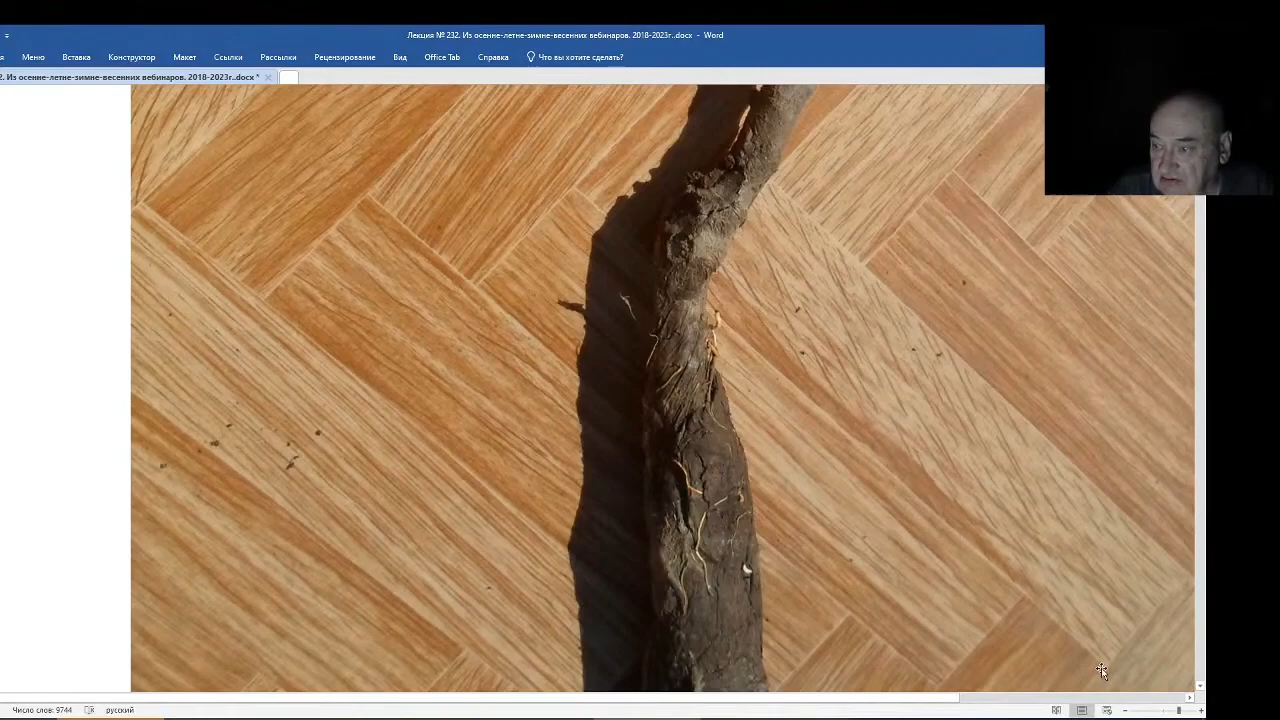 Лекция № 232. Из осенне-летне-зимне-весенних вебинаров. 2018-2023г..docx - Word
Меню Вставка Конструктор Макет Ссылки Рассылки Рецензирование Вид Office Tab Справка Что вы хотите сделать?
2. Из осенне-летне-зимне-весенних вебинаров. 2018-2023г..docx *
Число слов: 9744 русский